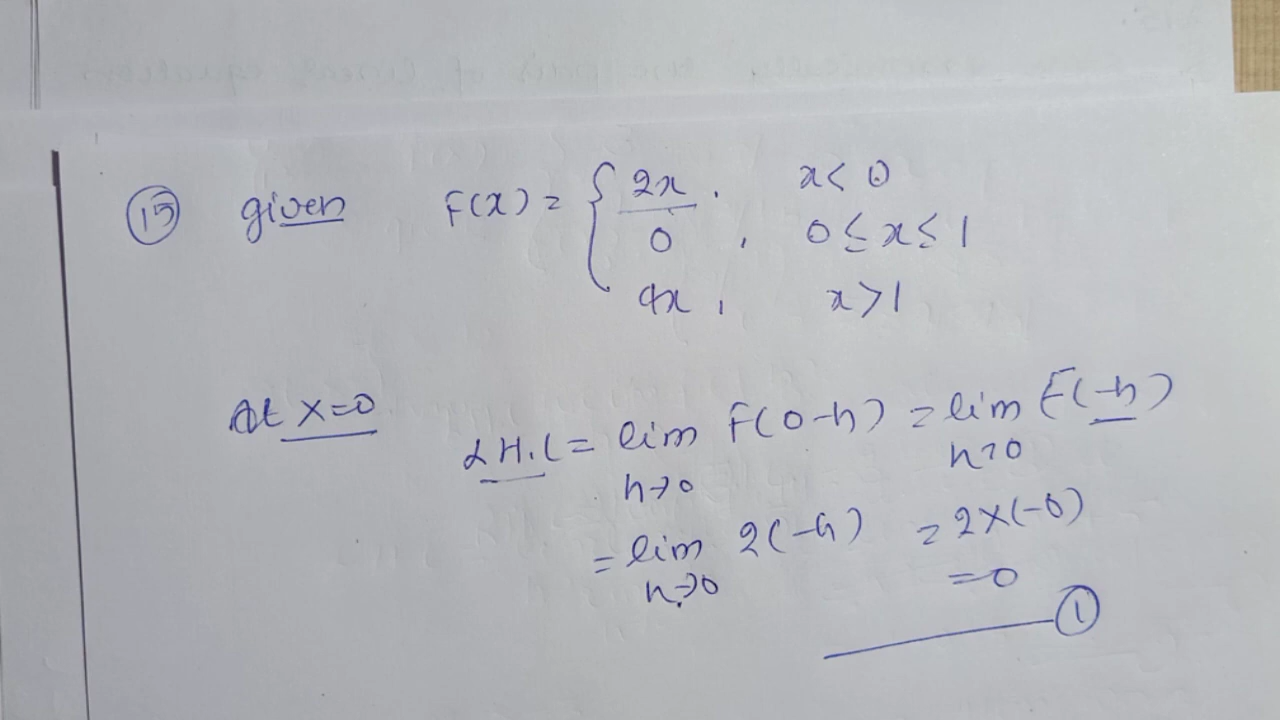 15 given F(x) = { 2x , x < 0
0 , 0 ≤ x ≤ 1
4x , x > 1
At x=0
LH.L = lim F(0-h) = lim F(-h)
h→0 h→0
= lim 2(-h) = 2×(-0)
h→0 = 0
1